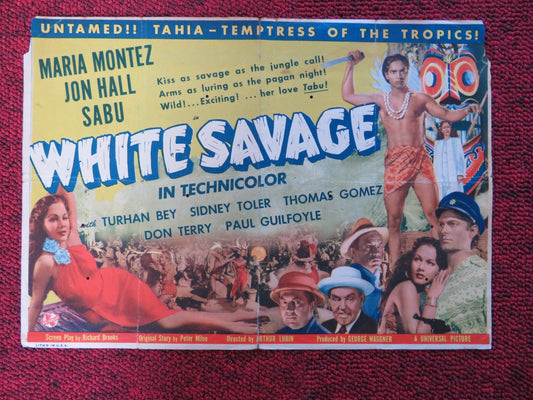 UNTAMED!! TAHIA - TEMPTRESS OF THE TROPICS!
MARIA MONTEZ
JON HALL
SABU
Kiss as savage as the jungle call!
Arms as luring as the pagan night!
Wild!...Exciting! ...her love Tabu!
in
WHITE SAVAGE
IN TECHNICOLOR
with TURHAN BEY SIDNEY TOLER THOMAS GOMEZ
DON TERRY PAUL GUILFOYLE
Screen Play by Richard Brooks Original Story by Peter Milne Directed by ARTHUR LUBIN Produced by GEORGE WAGGNER A UNIVERSAL PICTURE
LITHO IN U.S.A.